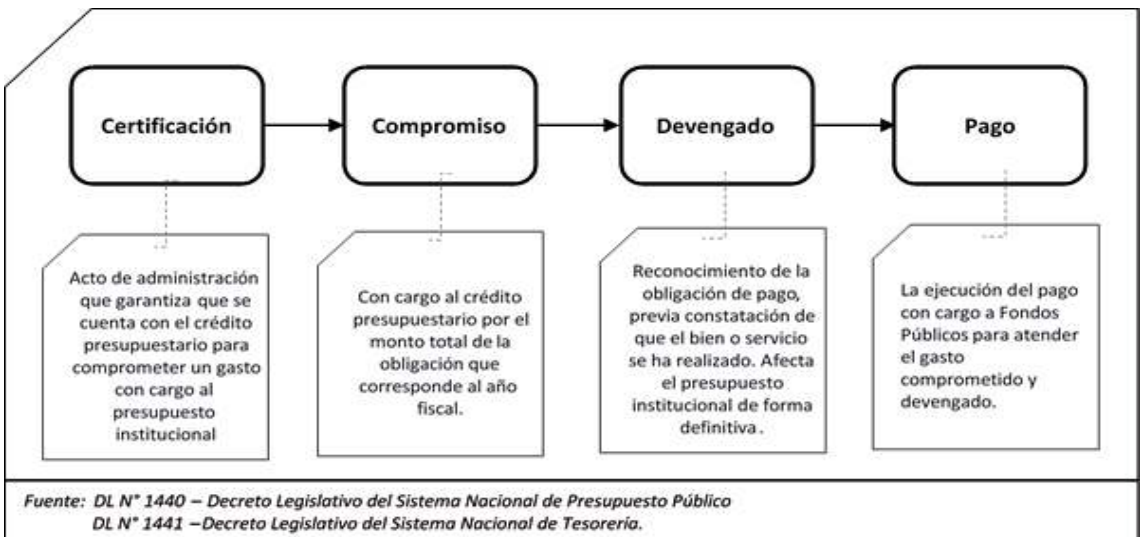 Certificación
Compromiso
Devengado
Pago
Acto de administración
que garantiza que se
cuenta con el crédito
presupuestario para
comprometer un gasto
con cargo al
presupuesto
institucional
Con cargo al crédito
presupuestario por el
monto total de la
obligación que
corresponde al año
fiscal.
Reconocimiento de la
obligación de pago,
previa constatación de
que el bien o servicio
se ha realizado. Afecta
el presupuesto
institucional de forma
definitiva.
La ejecución del pago
con cargo a Fondos
Públicos para atender
el gasto
comprometido y
devengado.
Fuente: DL N° 1440 – Decreto Legislativo del Sistema Nacional de Presupuesto Público
DL N° 1441 –Decreto Legislativo del Sistema Nacional de Tesorería.